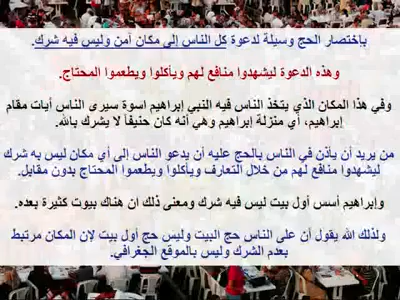 بإختصار الحج وسيلة لدعوة كل الناس إلى مكان آمن وليس فيه شرك.
وهذه الدعوة ليشهدوا منافع لهم ويأكلوا ويطعموا المحتاج.
وفي هذا المكان الذي يتخذ الناس فيه النبي إبراهيم اسوة سيرى الناس أيات مقام
إبراهيم، أي منزلة إبراهيم وهي أنه كان حنيفاً لا يشرك بالله.
من يريد أن يأذن في الناس بالحج عليه أن يدعو الناس إلى أي مكان ليس به شرك
ليشهدوا منافع لهم من خلال التعارف ويأكلوا ويطعموا المحتاج بدون مقابل.
وإبراهيم أسس أول بيت ليس فيه شرك ومعنى ذلك ان هناك بيوت كثيرة بعده.
ولذلك الله يقول أن على الناس حج البيت وليس حج أول بيت لإن المكان مرتبط
بعدم الشرك وليس بالموقع الجغرافي.